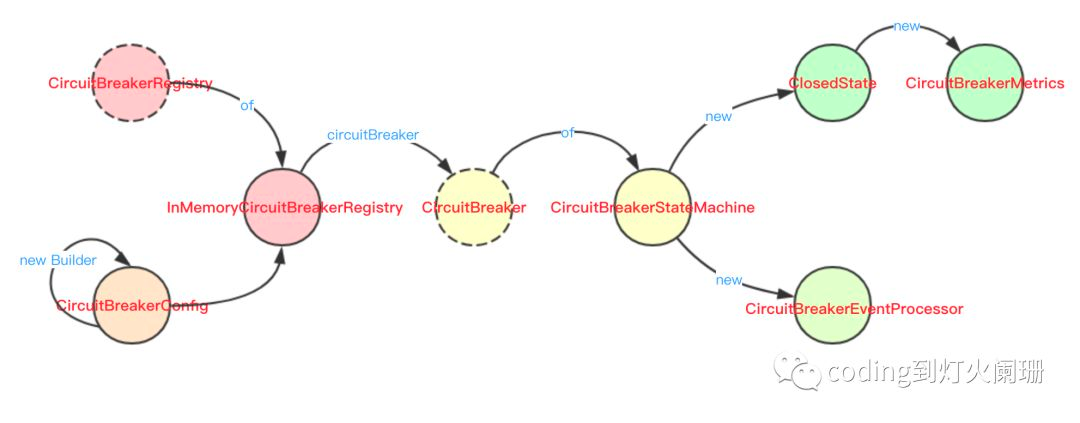 new
CircuitBreakerRegistry
ClosedState
CircuitBreakerMetrics
of
new
circuitBreaker
of
InMemoryCircuitBreakerRegistry
CircuitBreaker
CircuitBreakerStateMachine
new Builder
new
CircuitBreakerConfig
CircuitBreakerEventProcessor
coding到灯火阑珊